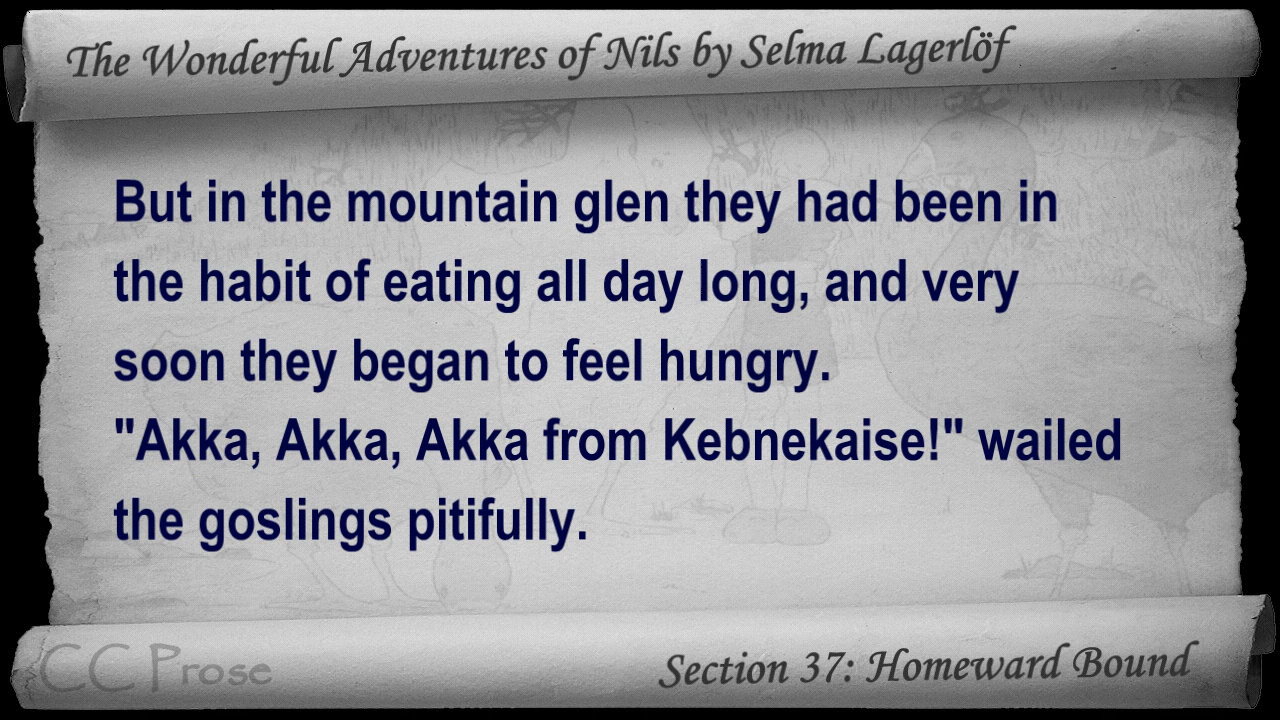 The Wonderful Adventures of Nils by Selma Lagerlöf
But in the mountain glen they had been in
the habit of eating all day long, and very
soon they began to feel hungry.
"Akka, Akka, Akka from Kebnekaise!" wailed
the goslings pitifully.
CC Prose
Section 37: Homeward Bound